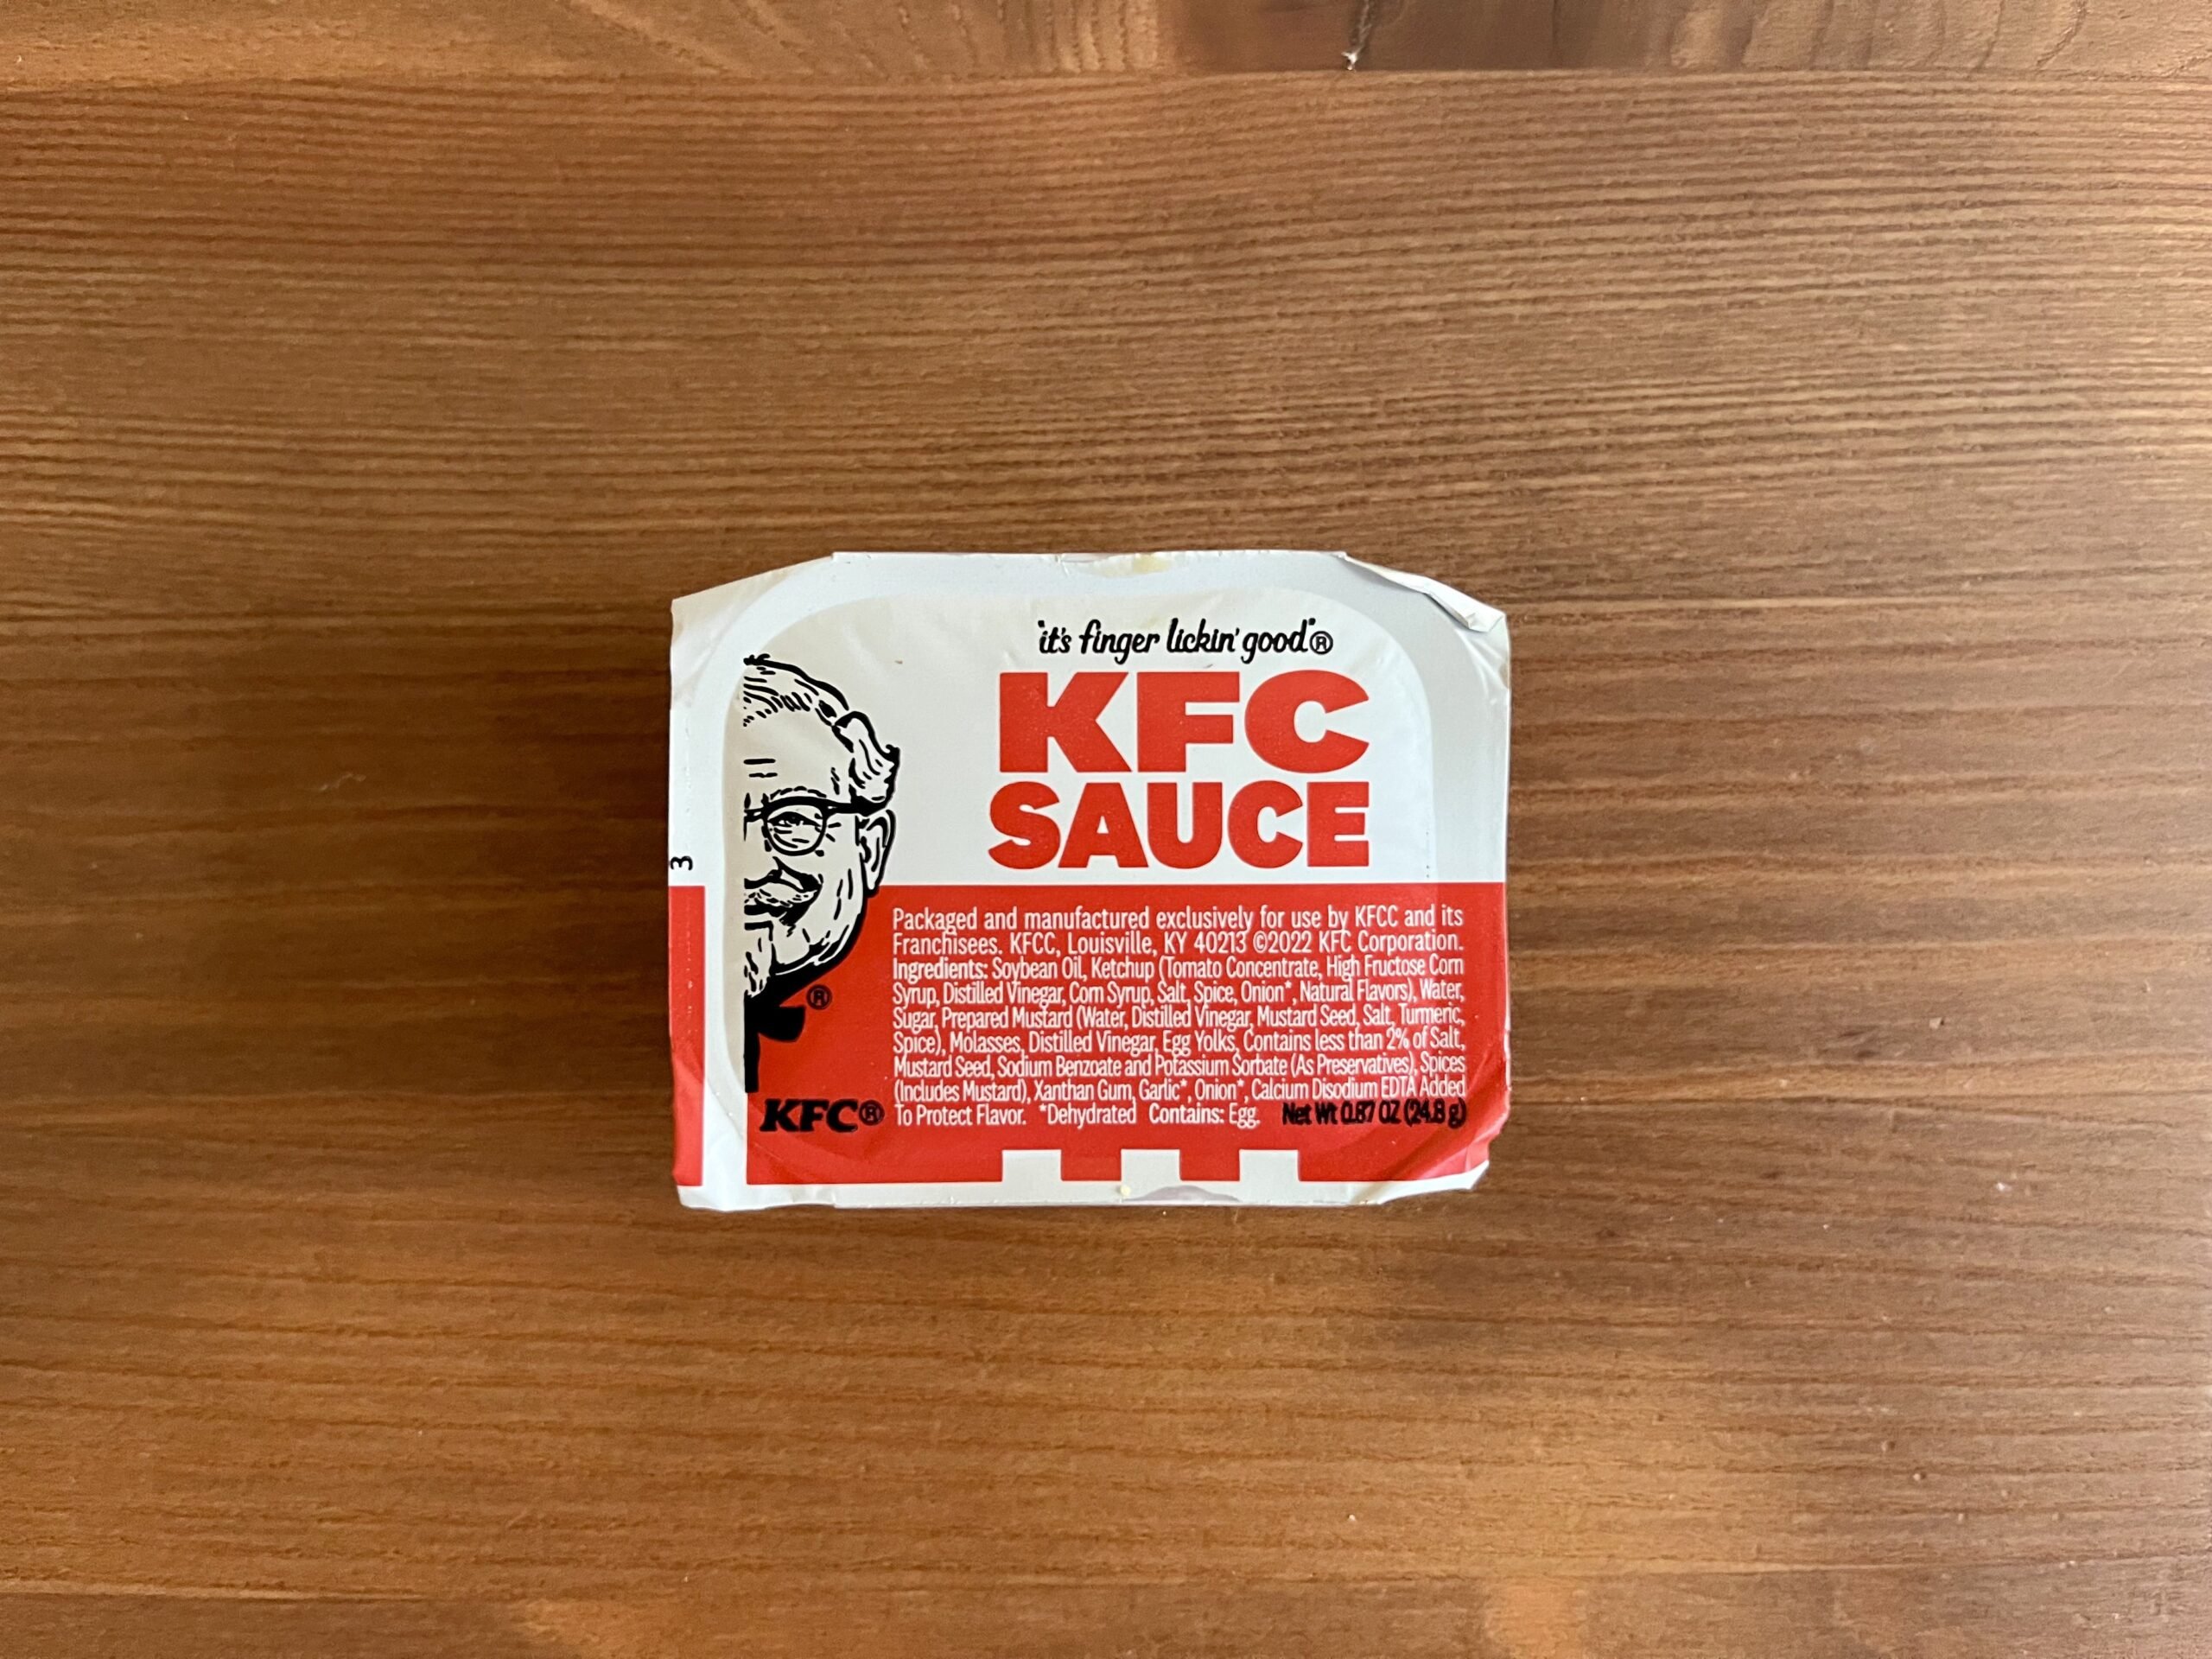 "it's finger lickin' good"®
KFC
SAUCE
3
Packaged and manufactured exclusively for use by KFCC and its
Franchisees. KFCC, Louisville, KY 40213 ©2022 KFC Corporation.
Ingredients: Soybean Oil, Ketchup (Tomato Concentrate, High Fructose Corn
Syrup, Distilled Vinegar, Corn Syrup, Salt, Spice, Onion*, Natural Flavors), Water,
Sugar, Prepared Mustard (Water, Distilled Vinegar, Mustard Seed, Salt, Turmeric,
Spice), Molasses, Distilled Vinegar, Egg Yolks, Contains less than 2% of Salt,
Mustard Seed, Sodium Benzoate and Potassium Sorbate (As Preservatives), Spices
(Includes Mustard), Xanthan Gum, Garlic*, Onion*, Calcium Disodium EDTA Added
To Protect Flavor. *Dehydrated Contains: Egg. Net Wt 0.87 OZ (24.8 g)
®
KFC®